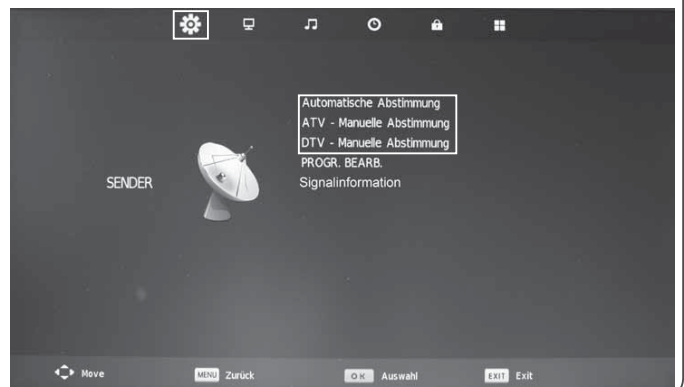 Automatische Abstimmung
ATV - Manuelle Abstimmung
DTV - Manuelle Abstimmung
PROGR. BEARB.
SENDER
Signalinformation
Move
MENU Zurück
OK Auswahl
EXIT Exit